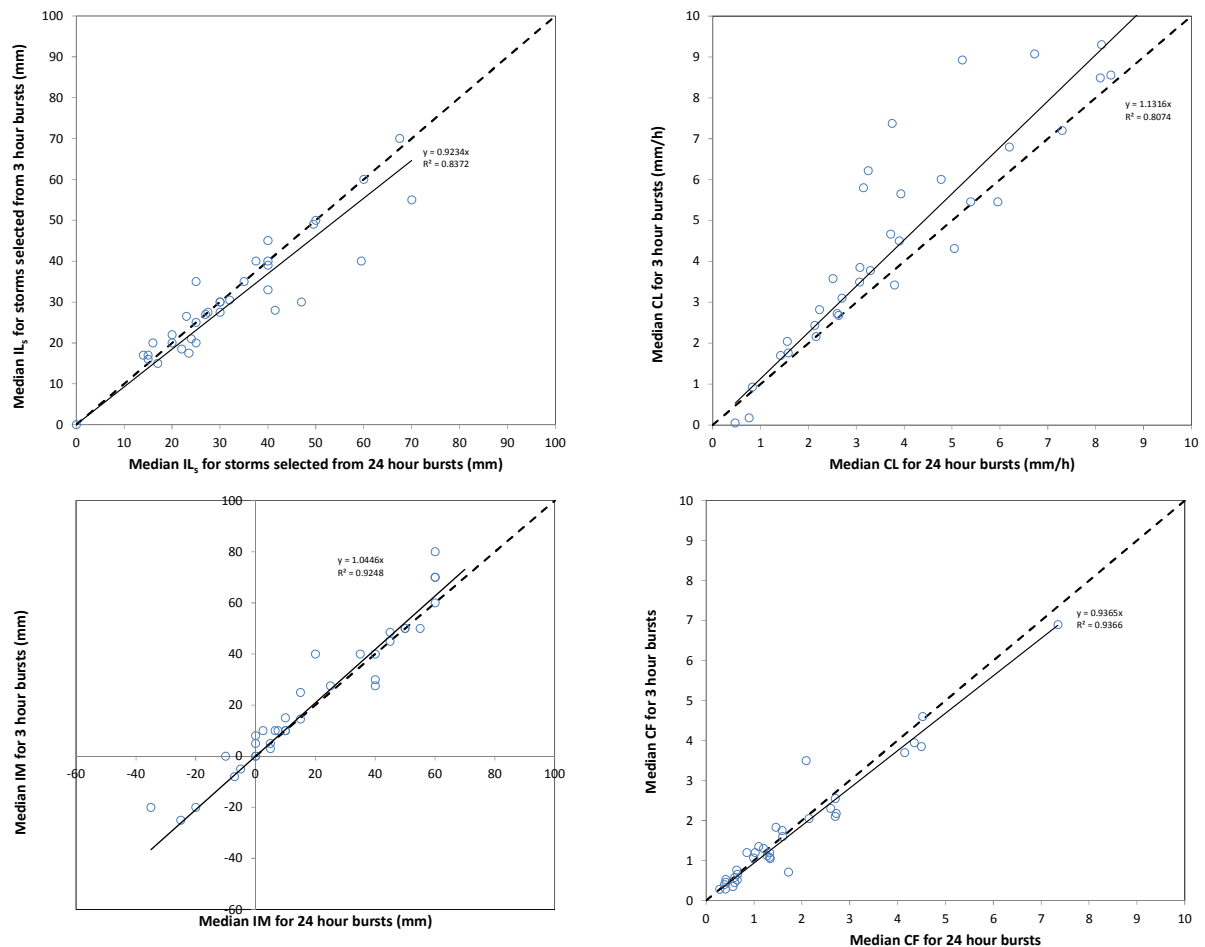 100
90
80
70
60
50
40
30
20
10
0
Median ILs for storms selected from 3 hour bursts (mm)
y = 0.9234x
R² = 0.8372
0 10 20 30 40 50 60 70 80 90 100
Median ILs for storms selected from 24 hour bursts (mm)
10
9
8
7
6
5
4
3
2
1
0
Median CL for 3 hour bursts (mm/h)
y = 1.1316x
R² = 0.8074
0 1 2 3 4 5 6 7 8 9 10
Median CL for 24 hour bursts (mm/h)
100
80
60
40
20
0
-20
-40
-60
Median IM for 3 hour bursts (mm)
y = 1.0446x
R² = 0.9248
-60 -40 -20 0 20 40 60 80 100
Median IM for 24 hour bursts (mm)
10
9
8
7
6
5
4
3
2
1
0
Median CF for 3 hour bursts
y = 0.9365x
R² = 0.9366
0 1 2 3 4 5 6 7 8 9 10
Median CF for 24 hour bursts